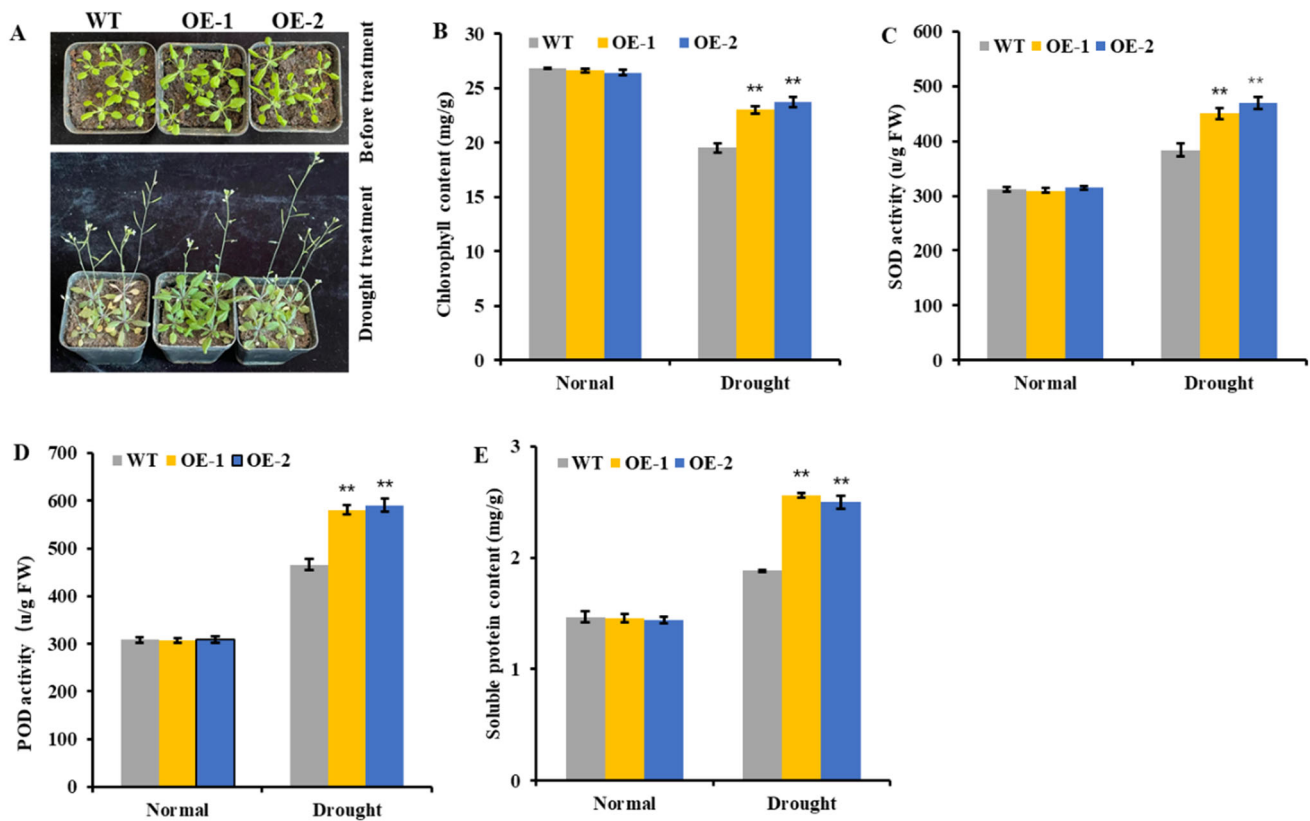 A
WT OE-1 OE-2
Before treatment
Drought treatment
B
WT OE-1 OE-2
Chlorophyll content (mg/g)
30
25
20
15
10
5
0
** **
Nornal Drought
C
WT OE-1 OE-2
SOD activity (u/g FW)
600
500
400
300
200
100
0
** **
Normal Drought
D
WT OE-1 OE-2
POD activity (u/g FW)
700
600
500
400
300
200
100
0
** **
Normal Drought
E
WT OE-1 OE-2
Soluble protein content (mg/g)
3
2
1
0
** **
Normal Drought